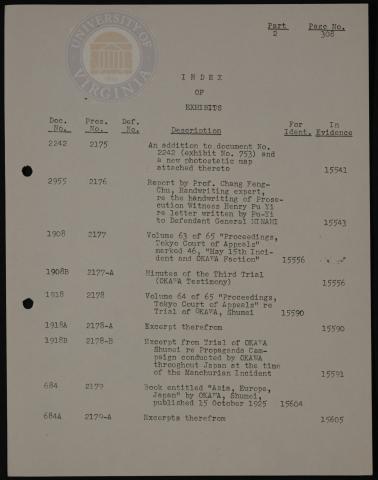 UNIVERSITY OF VIRGINIA
Part Page No.
2 308
I N D E X
OF
EXHIBITS
Doc. Pros. Def. For In
No. No. No. Description Ident. Evidence
2242 2175 An addition to document No.
2242 (exhibit No. 753) and
a new photostatic map
attached thereto 15541
2955 2176 Report by Prof. Chang Feng-
Chu, Handwriting expert,
re the handwriting of Prose-
cution Witness Henry Pu Yi
re letter written by Pu-Yi
to Defendant General MINAMI 15543
1908 2177 Volume 63 of 65 "Proceedings,
Tokyo Court of Appeals"
marked 46, "May 15th Inci-
dent and OKAWA Faction" 15556
1908B 2177-A Minutes of the Third Trial
(OKAWA Testimony) 15556
1918 2178 Volume 64 of 65 "Proceedings,
Tokyo Court of Appeals" re
Trial of OKAWA, Shumei 15590
1918A 2178-A Excerpt therefrom 15590
1918B 2178-B Excerpt from Trial of OKAWA
Shumei re Propaganda Cam-
paign conducted by OKAWA
throughout Japan at the time
of the Manchurian Incident 15591
684 2179 Book entitled "Asia, Europe,
Japan" by OKAWA, Shumei,
published 15 October 1925 15604
684A 2179-A Excerpts therefrom 15605